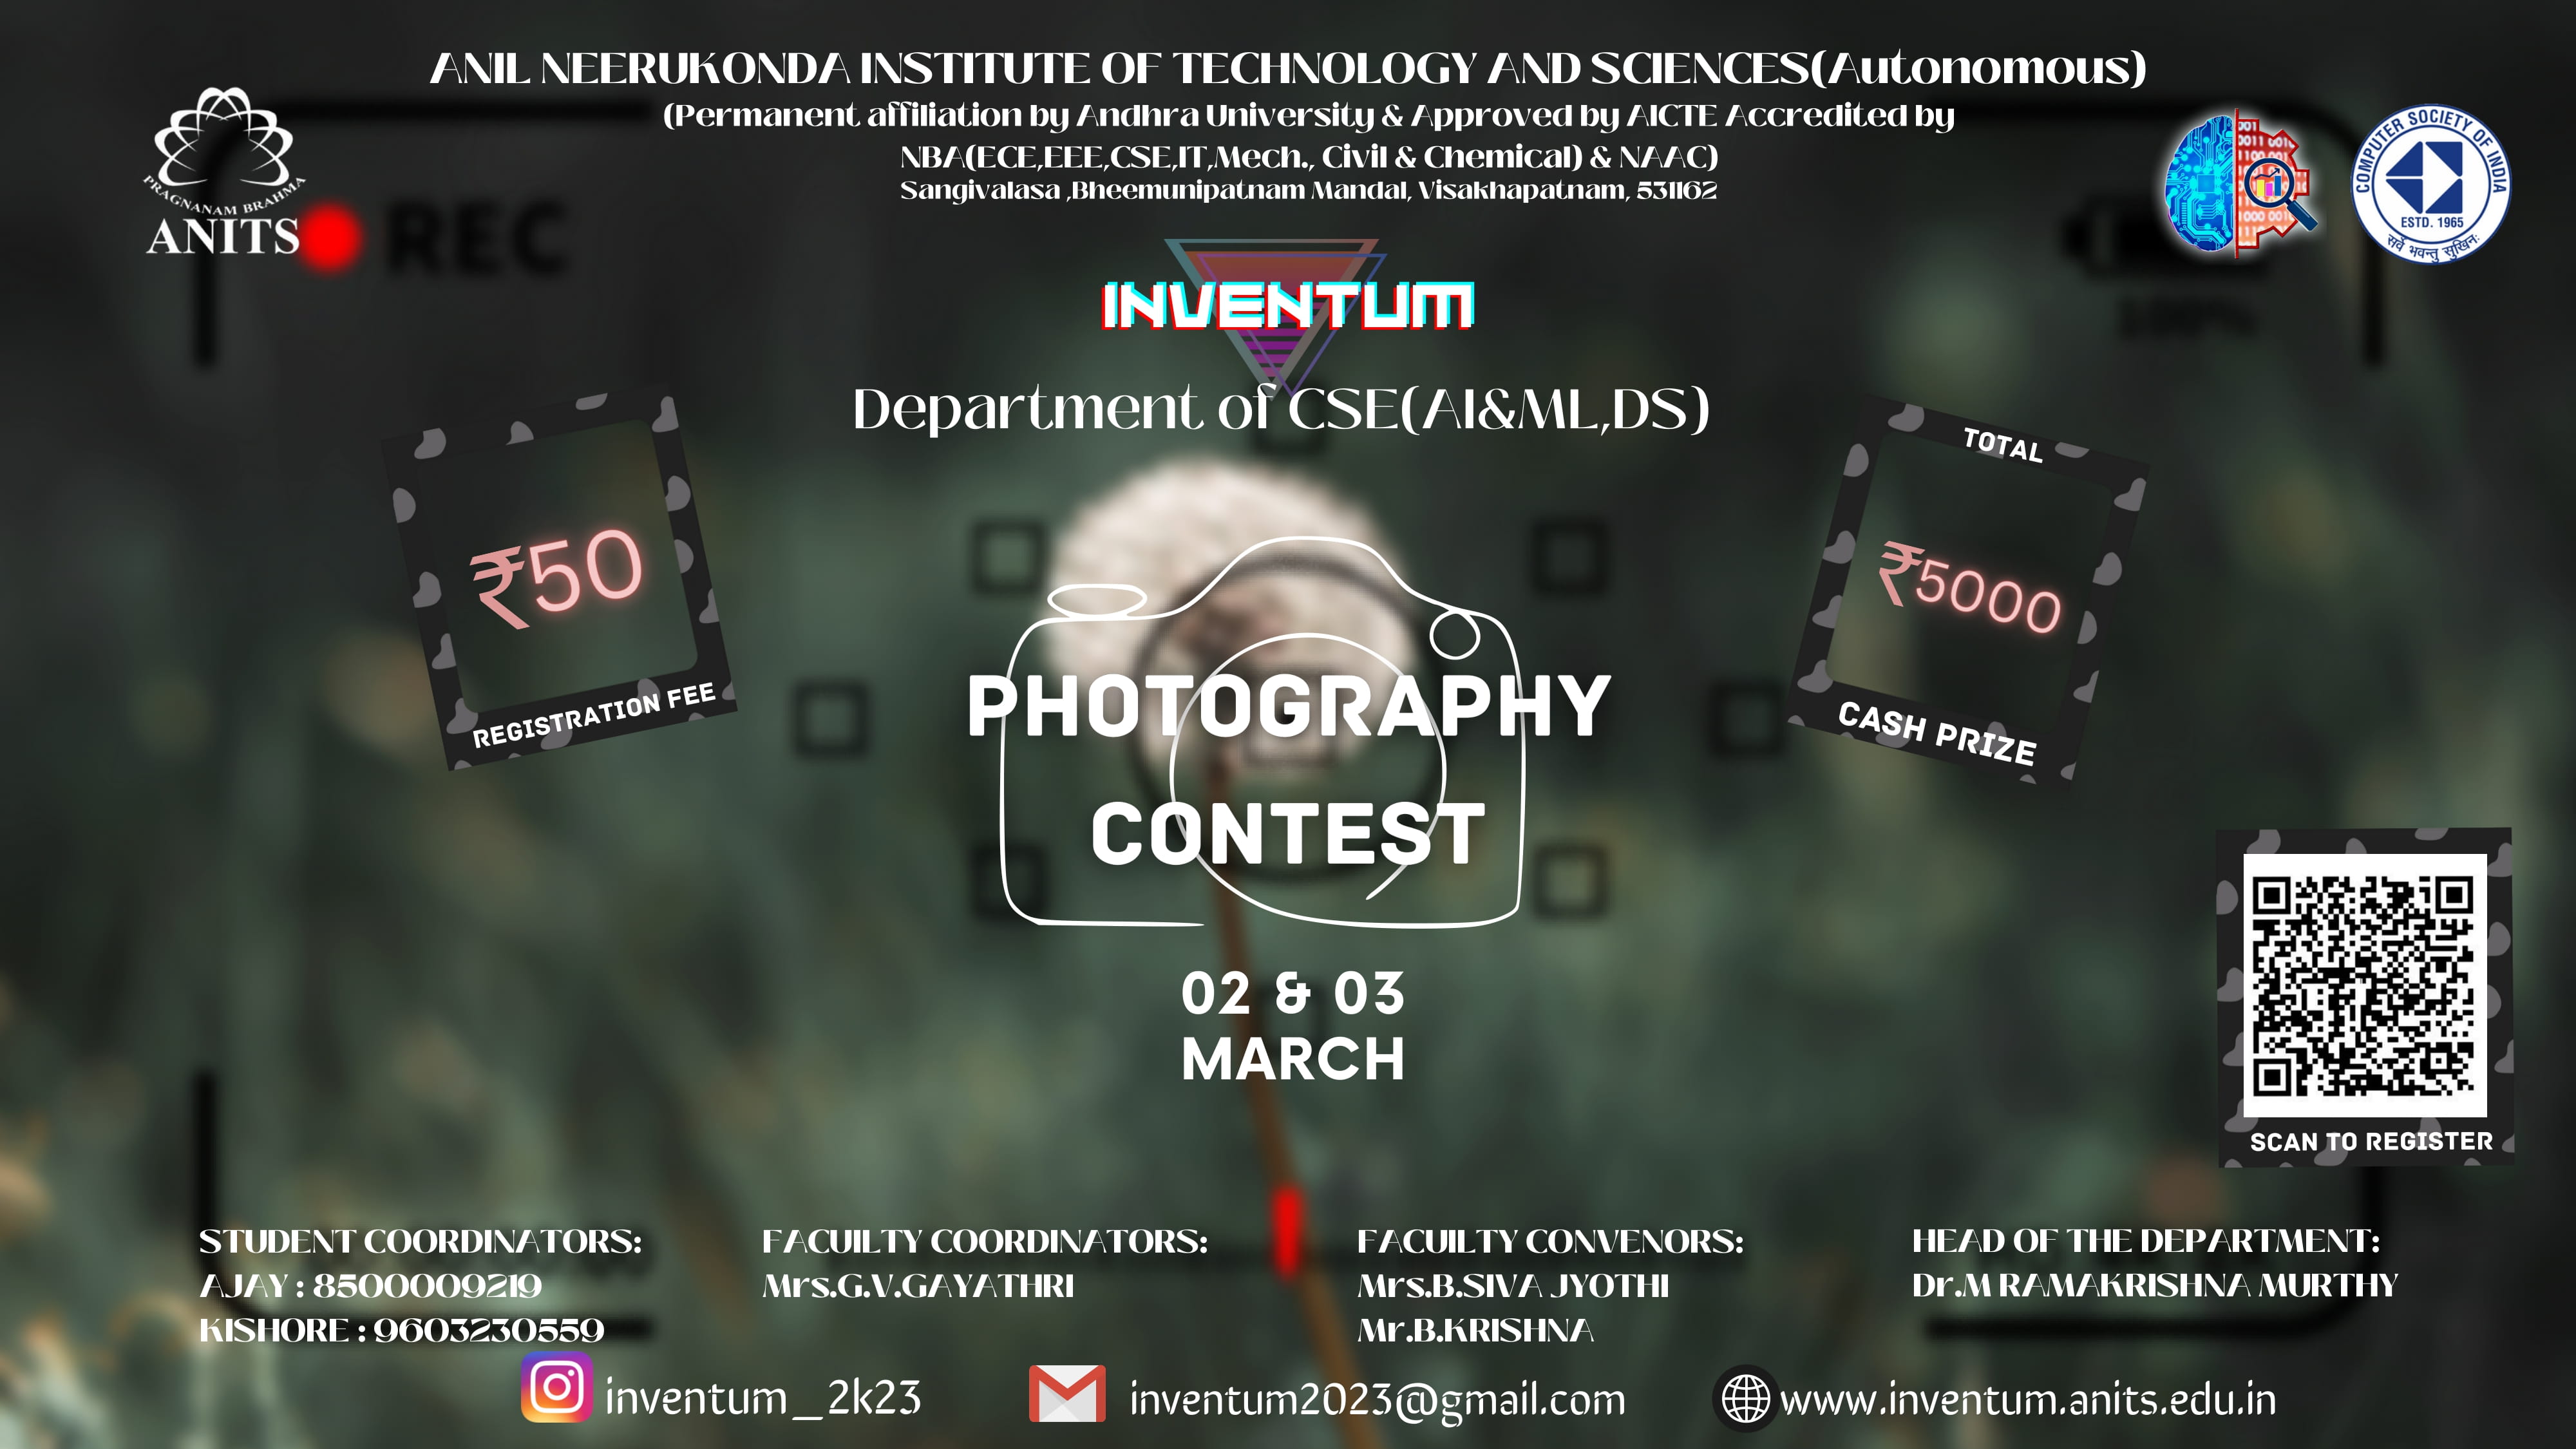 ANIL NEERUKONDA INSTITUTE OF TECHNOLOGY AND SCIENCES(Autonomous)
(Permanent affiliation by Andhra University & Approved by AICTE Accredited by
NBA(ECE,EEE,CSE,IT,Mech., Civil & Chemical) & NAAC)
Sangivalasa ,Bheemunipatnam Mandal, Visakhapatnam, 531162
PRAGNANAM BRAHMA
ANITS
REC
COMPUTER SOCIETY OF INDIA
ESTD. 1965
सर्वे भवन्तु सुखिनः
100%
INVENTUM
Department of CSE(AI&ML,DS)
₹50
REGISTRATION FEE
TOTAL
₹5000
CASH PRIZE
PHOTOGRAPHY
CONTEST
02 & 03
MARCH
SCAN TO REGISTER
STUDENT COORDINATORS:
AJAY : 8500009219
KISHORE : 9603230559
FACUILTY COORDINATORS:
Mrs.G.V.GAYATHRI
FACUILTY CONVENORS:
Mrs.B.SIVA JYOTHI
Mr.B.KRISHNA
HEAD OF THE DEPARTMENT:
Dr.M RAMAKRISHNA MURTHY
inventum_2k23
inventum2023@gmail.com
www.inventum.anits.edu.in